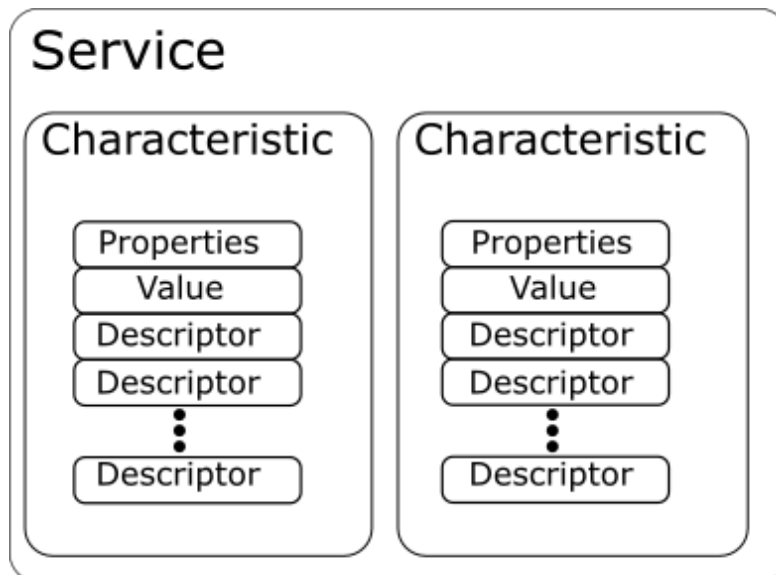 Service
Characteristic
Properties
Value
Descriptor
Descriptor
Descriptor
Characteristic
Properties
Value
Descriptor
Descriptor
Descriptor